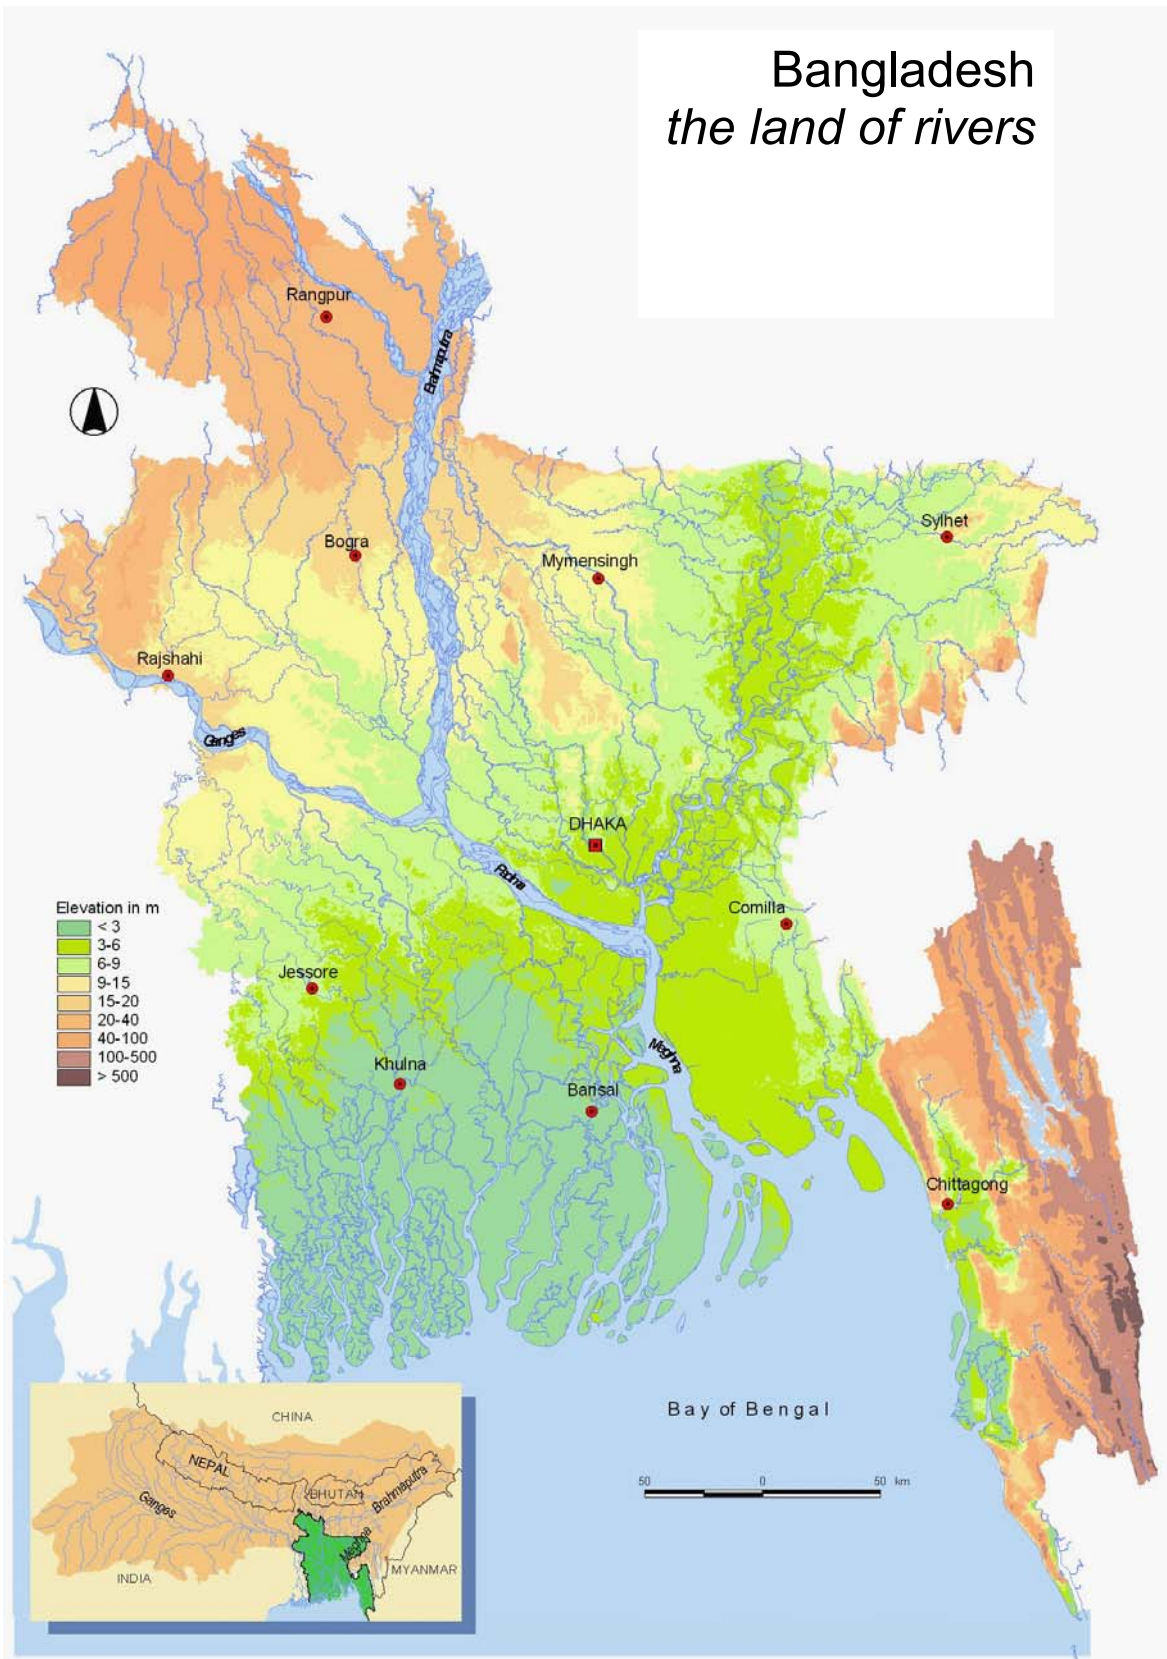 Bangladesh
the land of rivers
Rangpur
Brahmaputra
Bogra
Mymensingh
Sylhet
Rajshahi
Ganges
DHAKA
Padma
Comilla
Elevation in m
< 3
3-6
6-9
9-15
15-20
20-40
40-100
100-500
> 500
Jessore
Khulna
Meghna
Barisal
Chittagong
Bay of Bengal
50 0 50 km
CHINA
NEPAL
BHUTAN
Brahmaputra
Ganges
Meghna
INDIA
MYANMAR